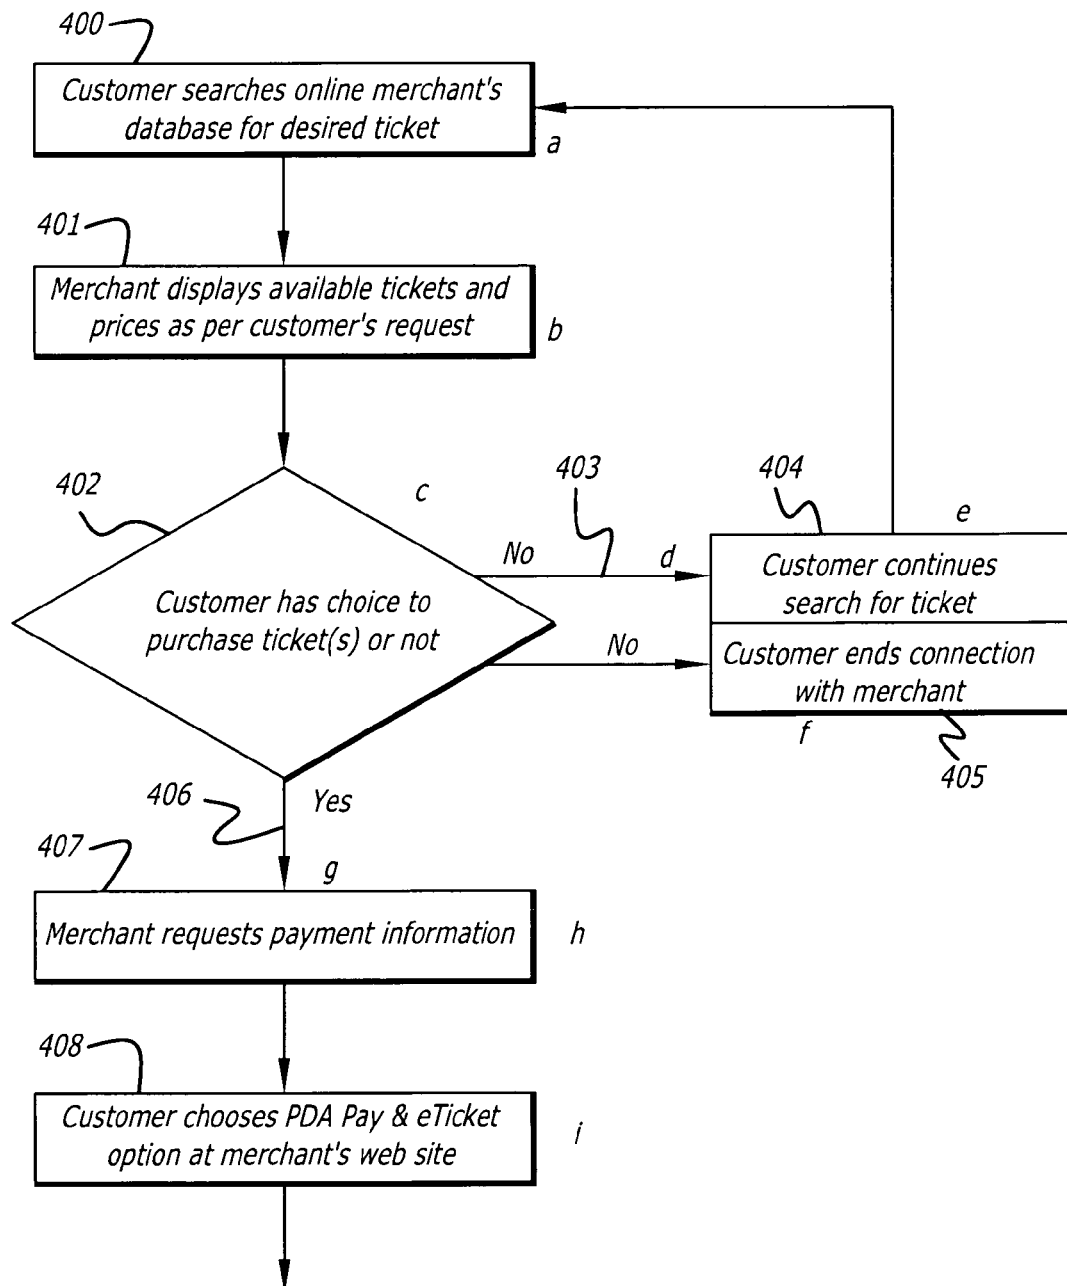 400
Customer searches online merchant's
database for desired ticket
a
401
Merchant displays available tickets and
prices as per customer's request
b
402
c
Customer has choice to
purchase ticket(s) or not
403
No
d
No
404
e
Customer continues
search for ticket
Customer ends connection
with merchant
f
405
406
Yes
407
g
Merchant requests payment information
h
408
Customer chooses PDA Pay & eTicket
option at merchant's web site
i